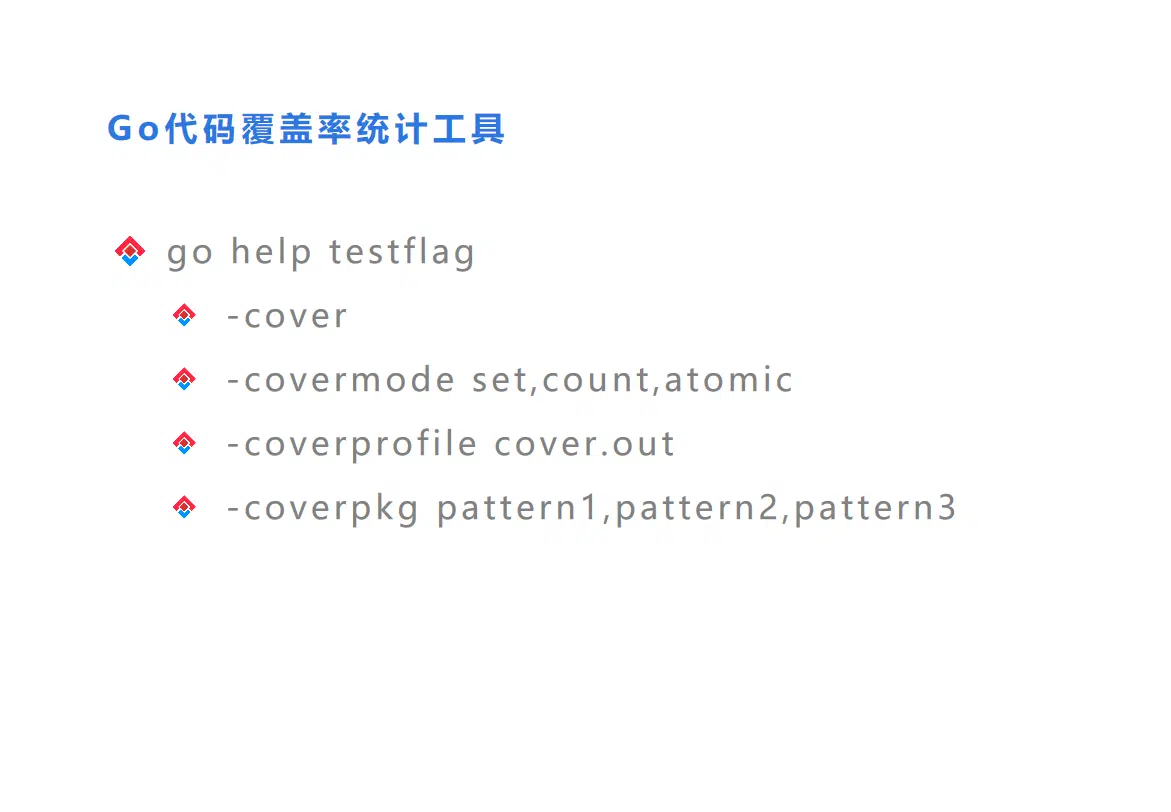 Go代码覆盖率统计工具
go help testflag
-cover
-covermode set,count,atomic
-coverprofile cover.out
-coverpkg pattern1,pattern2,pattern3